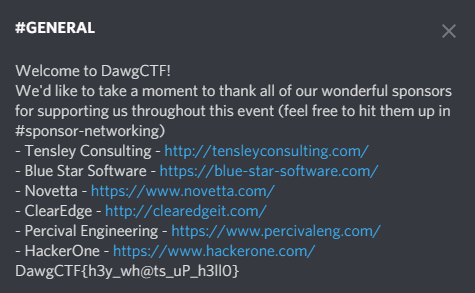 #GENERAL
Welcome to DawgCTF!
We'd like to take a moment to thank all of our wonderful sponsors
for supporting us throughout this event (feel free to hit them up in
#sponsor-networking)
- Tensley Consulting - http://tensleyconsulting.com/
- Blue Star Software - https://blue-star-software.com/
- Novetta - https://www.novetta.com/
- ClearEdge - http://clearedgeit.com/
- Percival Engineering - https://www.percivaleng.com/
- HackerOne - https://www.hackerone.com/
DawgCTF{h3y_wh@ts_uP_h3ll0}